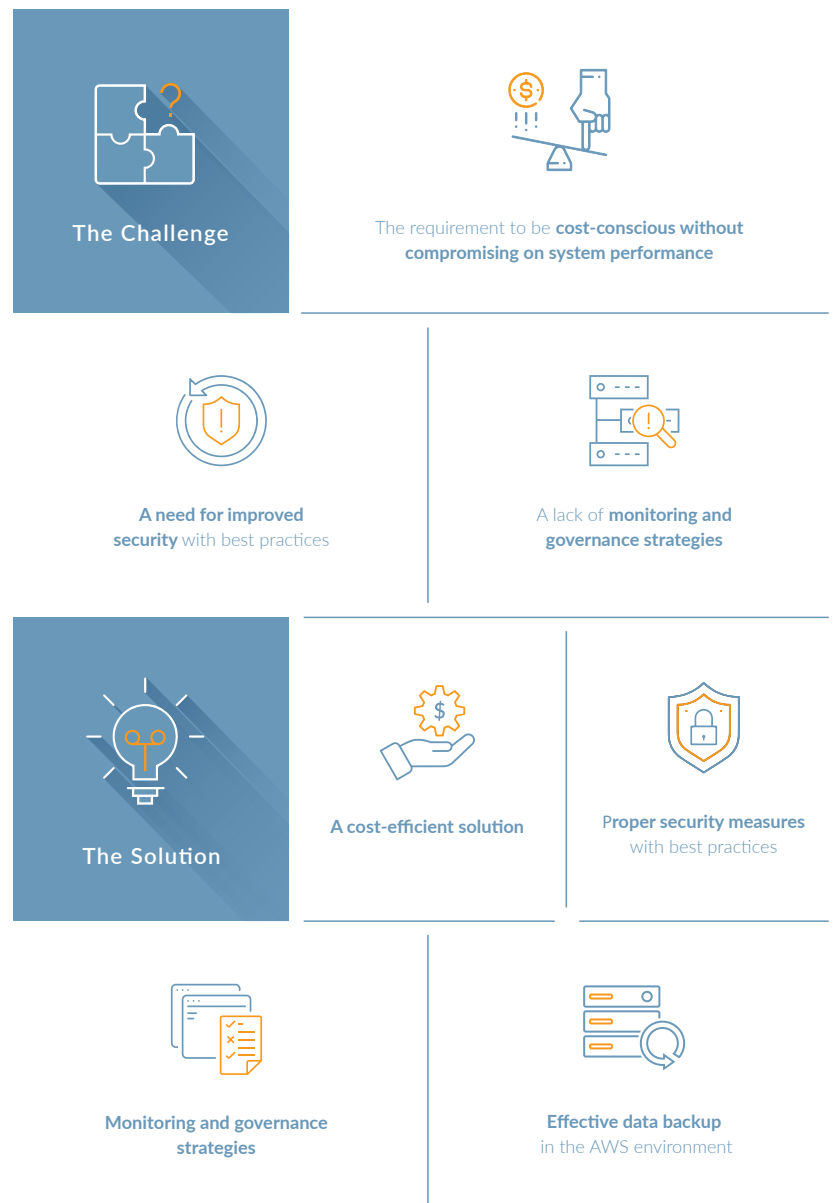 The Challenge
The requirement to be cost-conscious without
compromising on system performance
A need for improved
security with best practices
A lack of monitoring and
governance strategies
The Solution
$
A cost-efficient solution
Proper security measures
with best practices
Monitoring and governance
strategies
Effective data backup
in the AWS environment